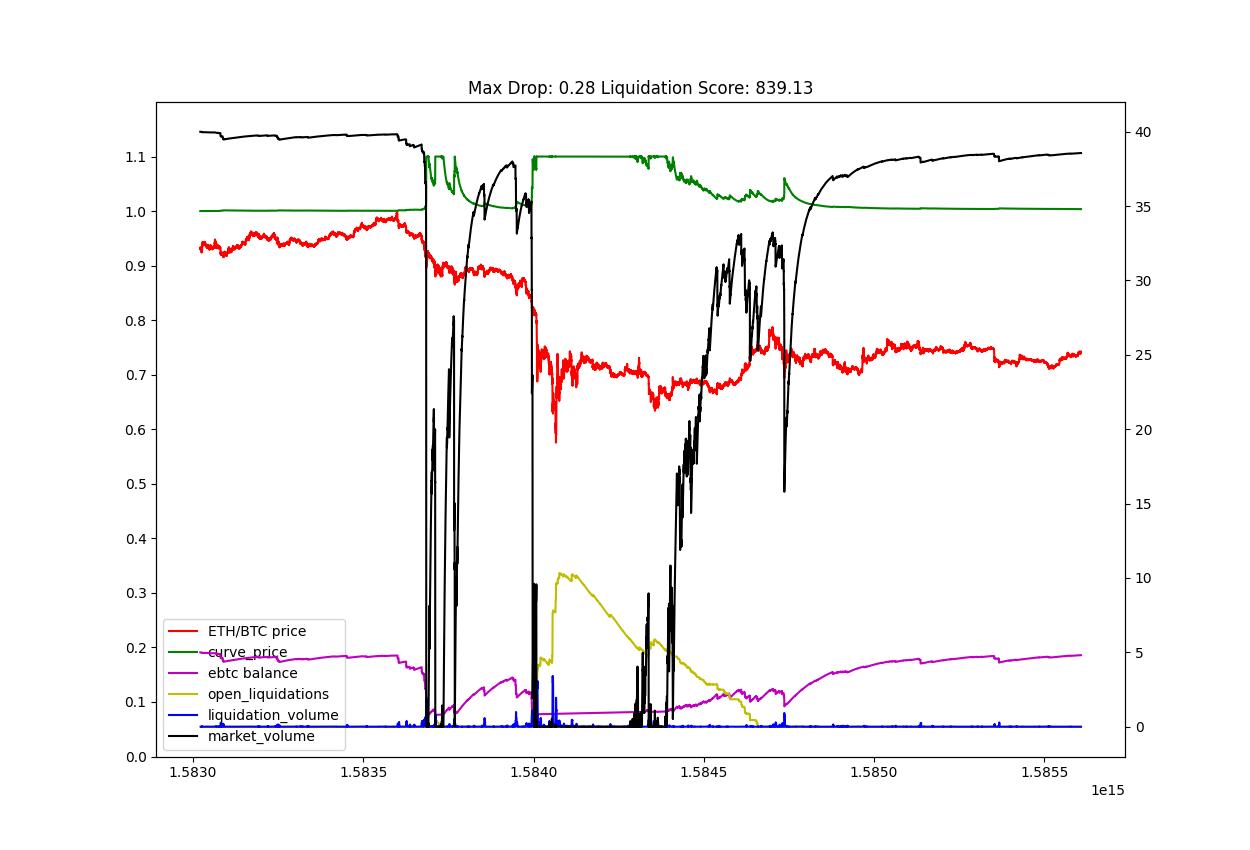 Max Drop: 0.28 Liquidation Score: 839.13
1.1
1.0
0.9
0.8
0.7
0.6
0.5
0.4
0.3
0.2
0.1
0.0
40
35
30
25
20
15
10
5
0
ETH/BTC price
curve_price
ebtc balance
open_liquidations
liquidation_volume
market_volume
1.5830 1.5835 1.5840 1.5845 1.5850 1.5855
1e15